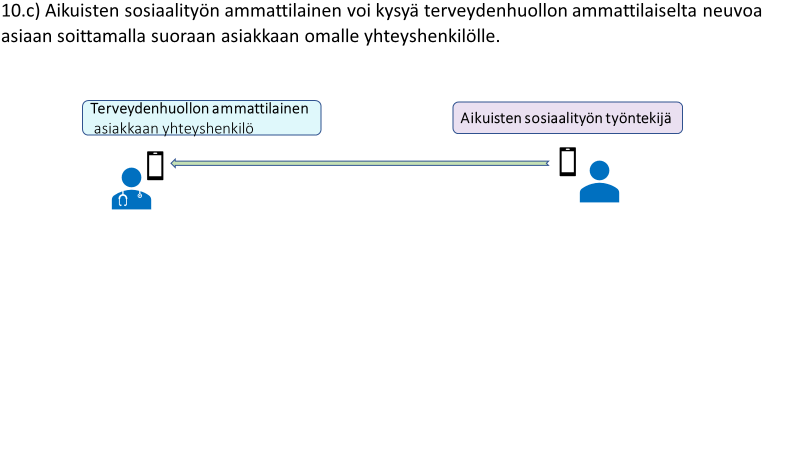 10.c) Aikuisten sosiaalityön ammattilainen voi kysyä terveydenhuollon ammattilaiselta neuvoa
asiaan soittamalla suoraan asiakkaan omalle yhteyshenkilölle.
Terveydenhuollon ammattilainen
asiakkaan yhteyshenkilö
Aikuisten sosiaalityön työntekijä